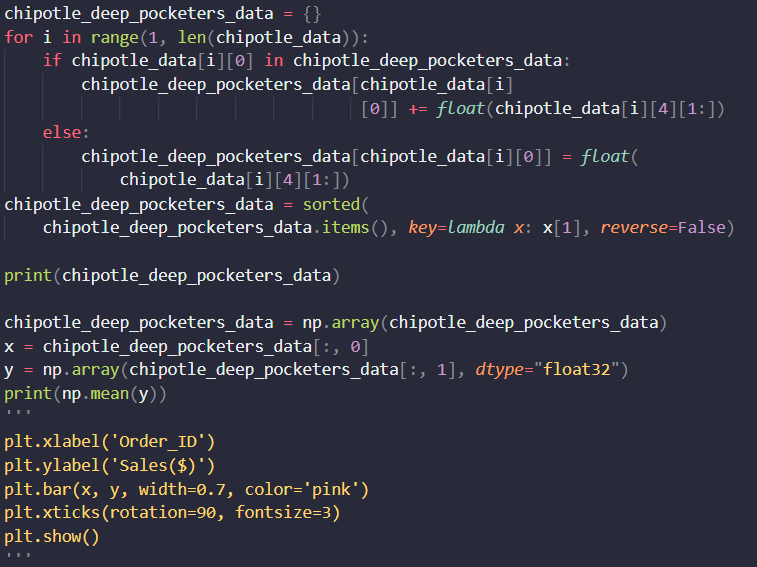 chipotle_deep_pocketers_data = {}
for i in range(1, len(chipotle_data)):
    if chipotle_data[i][0] in chipotle_deep_pocketers_data:
        chipotle_deep_pocketers_data[chipotle_data[i]
                                     [0]] += float(chipotle_data[i][4][1:])
    else:
        chipotle_deep_pocketers_data[chipotle_data[i][0]] = float(
            chipotle_data[i][4][1:])
chipotle_deep_pocketers_data = sorted(
    chipotle_deep_pocketers_data.items(), key=lambda x: x[1], reverse=False)

print(chipotle_deep_pocketers_data)

chipotle_deep_pocketers_data = np.array(chipotle_deep_pocketers_data)
x = chipotle_deep_pocketers_data[:, 0]
y = np.array(chipotle_deep_pocketers_data[:, 1], dtype="float32")
print(np.mean(y))
'''
plt.xlabel('Order_ID')
plt.ylabel('Sales($)')
plt.bar(x, y, width=0.7, color='pink')
plt.xticks(rotation=90, fontsize=3)
plt.show()
'''